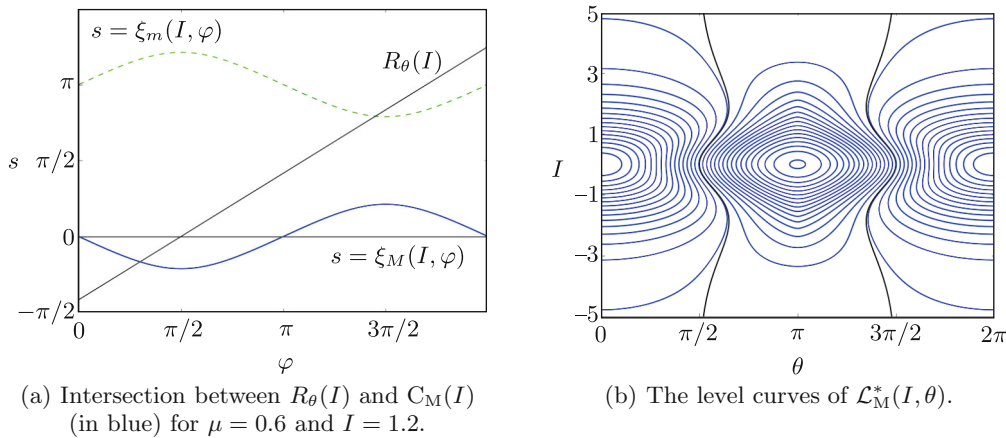 s = ξ_m(I, φ)
R_θ(I)
π
s
π/2
0
s = ξ_M(I, φ)
−π/2
0
π/2
π
3π/2
φ
(a) Intersection between R_θ(I) and C_M(I)
(in blue) for μ = 0.6 and I = 1.2.
5
3
1
I
-1
-3
-5
0
π/2
π
3π/2
2π
θ
(b) The level curves of 𝓛*_M(I, θ).